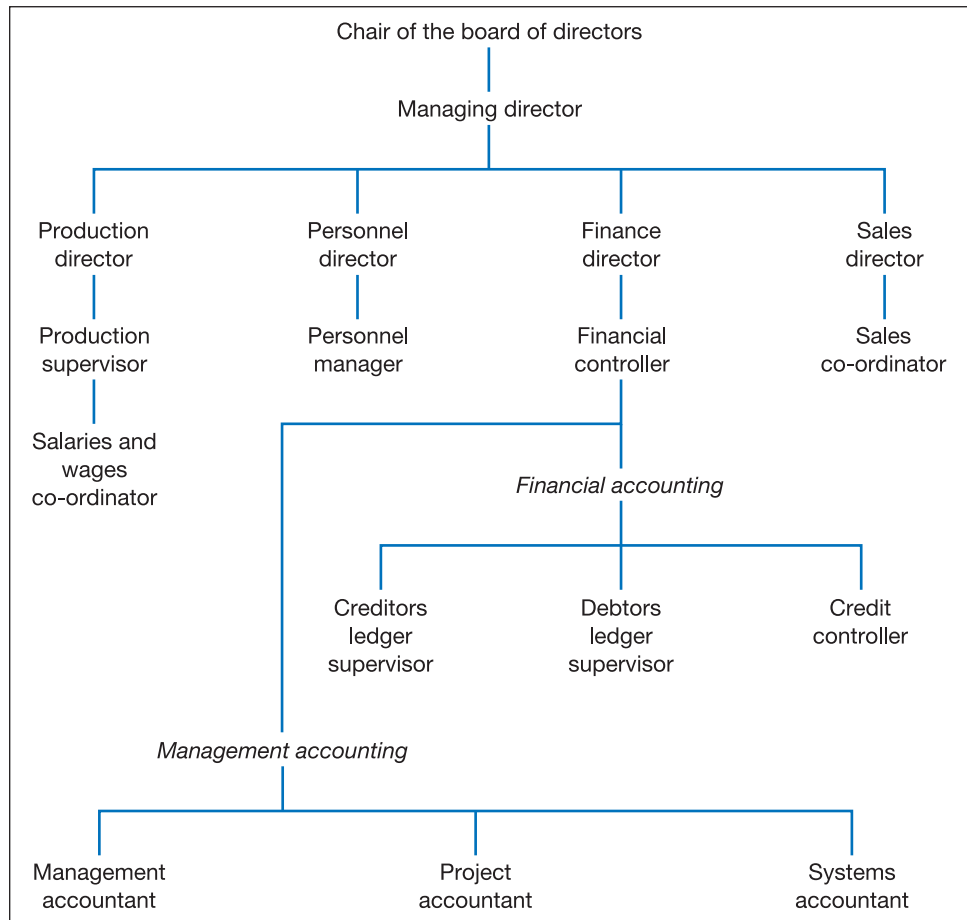 Chair of the board of directors
Managing director
Production
director
Personnel
director
Finance
director
Sales
director
Production
supervisor
Personnel
manager
Financial
controller
Sales
co-ordinator
Salaries and
wages
co-ordinator
Financial accounting
Creditors
ledger
supervisor
Debtors
ledger
supervisor
Credit
controller
Management accounting
Management
accountant
Project
accountant
Systems
accountant